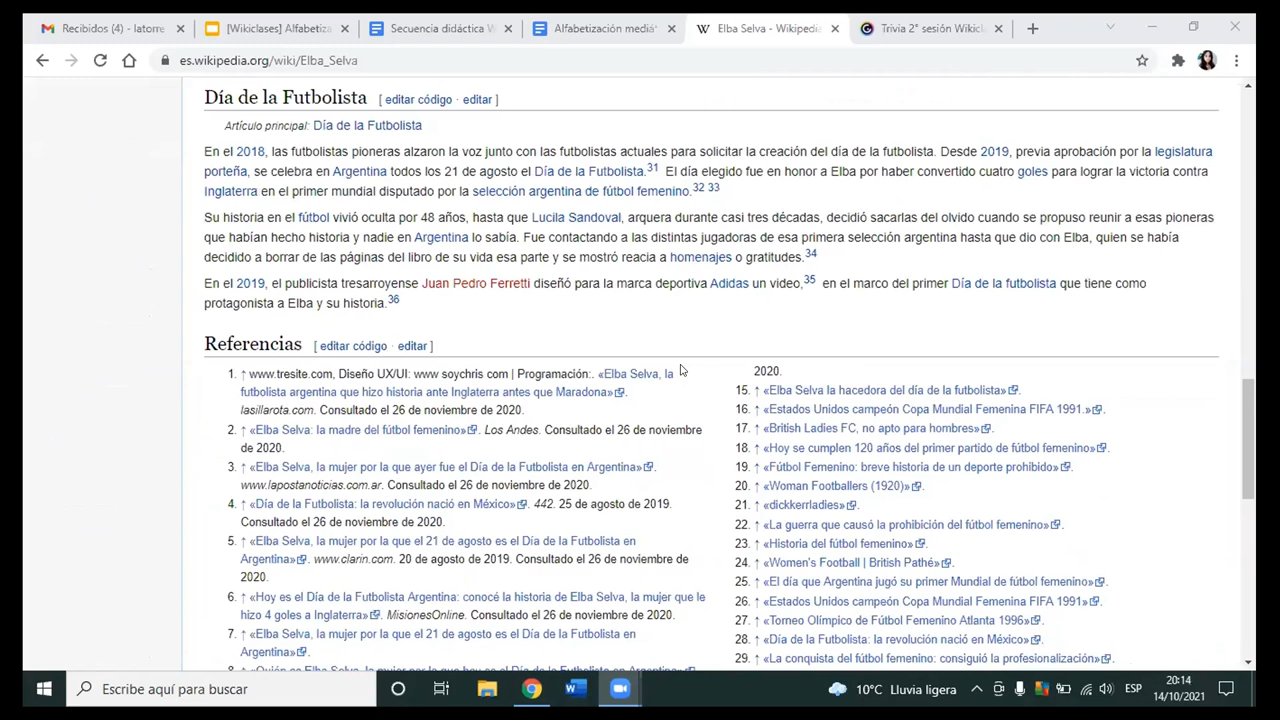 Recibidos (4) - latorre
[Wikiclases] Alfabetiza
Secuencia didáctica W
Alfabetización mediát
Elba Selva - Wikipedia
Trivia 2° sesión Wikicl
es.wikipedia.org/wiki/Elba_Selva
Día de la Futbolista [ editar código · editar ]
Artículo principal: Día de la Futbolista
En el 2018, las futbolistas pioneras alzaron la voz junto con las futbolistas actuales para solicitar la creación del día de la futbolista. Desde 2019, previa aprobación por la legislatura
porteña, se celebra en Argentina todos los 21 de agosto el Día de la Futbolista.31 El día elegido fue en honor a Elba por haber convertido cuatro goles para lograr la victoria contra
Inglaterra en el primer mundial disputado por la selección argentina de fútbol femenino.32 33
Su historia en el fútbol vivió oculta por 48 años, hasta que Lucila Sandoval, arquera durante casi tres décadas, decidió sacarlas del olvido cuando se propuso reunir a esas pioneras
que habían hecho historia y nadie en Argentina lo sabía. Fue contactando a las distintas jugadoras de esa primera selección argentina hasta que dio con Elba, quien se había
decidido a borrar de las páginas del libro de su vida esa parte y se mostró reacia a homenajes o gratitudes.34
En el 2019, el publicista tresarroyense Juan Pedro Ferretti diseñó para la marca deportiva Adidas un video,35 en el marco del primer Día de la futbolista que tiene como
protagonista a Elba y su historia.36
Referencias [ editar código · editar ]
1. ↑ www.tresite.com, Diseño UX/UI: www soychris com | Programación:. «Elba Selva, la
futbolista argentina que hizo historia ante Inglaterra antes que Maradona».
lasillarota.com. Consultado el 26 de noviembre de 2020.
2. ↑ «Elba Selva: la madre del fútbol femenino». Los Andes. Consultado el 26 de noviembre
de 2020.
3. ↑ «Elba Selva, la mujer por la que ayer fue el Día de la Futbolista en Argentina».
www.lapostanoticias.com.ar. Consultado el 26 de noviembre de 2020.
4. ↑ «Día de la Futbolista: la revolución nació en México». 442. 25 de agosto de 2019.
Consultado el 26 de noviembre de 2020.
5. ↑ «Elba Selva, la mujer por la que el 21 de agosto es el Día de la Futbolista en
Argentina». www.clarin.com. 20 de agosto de 2019. Consultado el 26 de noviembre de
2020.
6. ↑ «Hoy es el Día de la Futbolista Argentina: conocé la historia de Elba Selva, la mujer que le
hizo 4 goles a Inglaterra». MisionesOnline. Consultado el 26 de noviembre de 2020.
7. ↑ «Elba Selva, la mujer por la que el 21 de agosto es el Día de la Futbolista en
Argentina».
8. ↑ «Quién es Elba Selva, la mujer por la que hoy es el Día de la Futbolista en Argentina».
2020.
15. ↑ «Elba Selva la hacedora del día de la futbolista».
16. ↑ «Estados Unidos campeón Copa Mundial Femenina FIFA 1991.».
17. ↑ «British Ladies FC, no apto para hombres».
18. ↑ «Hoy se cumplen 120 años del primer partido de fútbol femenino».
19. ↑ «Fútbol Femenino: breve historia de un deporte prohibido».
20. ↑ «Woman Footballers (1920)».
21. ↑ «dickkerrladies».
22. ↑ «La guerra que causó la prohibición del fútbol femenino».
23. ↑ «Historia del fútbol femenino».
24. ↑ «Women's Football | British Pathé».
25. ↑ «El día que Argentina jugó su primer Mundial de fútbol femenino».
26. ↑ «Estados Unidos campeón Copa Mundial Femenina FIFA 1991».
27. ↑ «Torneo Olímpico de Fútbol Femenino Atlanta 1996».
28. ↑ «Día de la Futbolista: la revolución nació en México».
29. ↑ «La conquista del fútbol femenino: consiguió la profesionalización».
Escribe aquí para buscar
10°C Lluvia ligera
ESP
20:14
14/10/2021